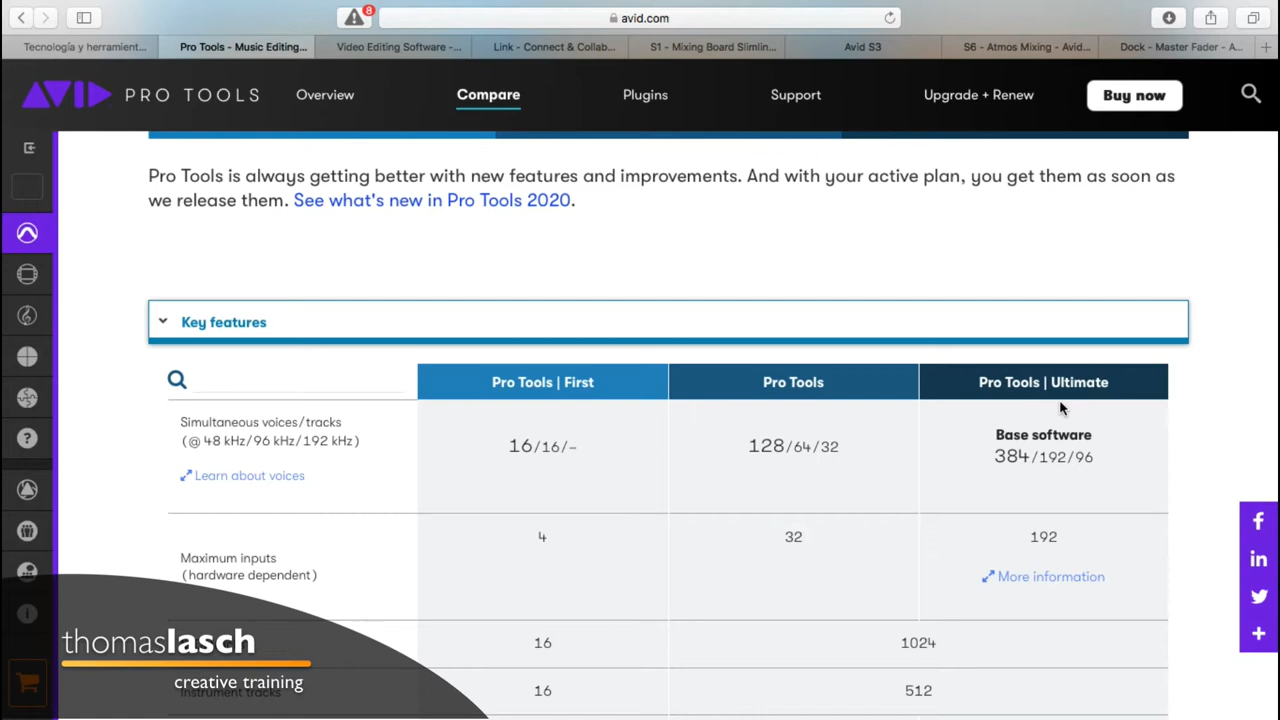 8
avid.com
Tecnología y herramient...
Pro Tools - Music Editing...
Video Editing Software -...
Link - Connect & Collab...
S1 - Mixing Board Slimlin...
Avid S3
S6 - Atmos Mixing - Avid...
Dock - Master Fader - A...
AVID PRO TOOLS
Overview
Compare
Plugins
Support
Upgrade + Renew
Buy now
Pro Tools is always getting better with new features and improvements. And with your active plan, you get them as soon as
we release them. See what's new in Pro Tools 2020.
Key features
Pro Tools | First
Pro Tools
Pro Tools | Ultimate
Simultaneous voices/tracks
(@ 48 kHz/96 kHz/192 kHz)
Learn about voices
16/16/–
128/64/32
Base software
384/192/96
Maximum inputs
(hardware dependent)
4
32
192
More information
16
1024
Instrument tracks
16
512
thomaslasch
creative training